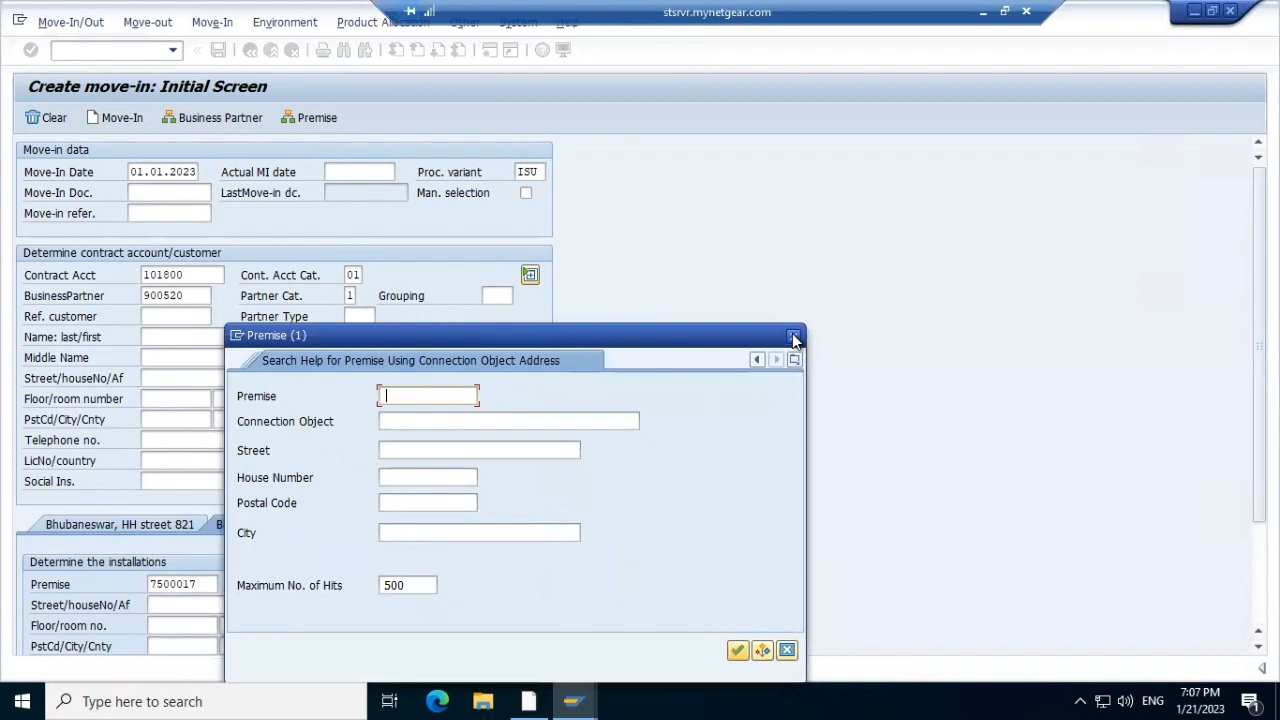 Move-In/Out Move-out Move-In Environment Product Allocation Other System Help
stsrvr.mynetgear.com
Create move-in: Initial Screen
Clear Move-In Business Partner Premise
Move-in data
Move-In Date 01.01.2023 Actual MI date Proc. variant ISU
Move-In Doc. LastMove-in dc. Man. selection
Move-in refer.
Determine contract account/customer
Contract Acct 101800 Cont. Acct Cat. 01
BusinessPartner 900520 Partner Cat. 1 Grouping
Ref. customer Partner Type
Name: last/first
Middle Name
Street/houseNo/Af
Floor/room number
PstCd/City/Cnty
Telephone no.
LicNo/country
Social Ins.
Bhubaneswar, HH street 821 B
Determine the installations
Premise 7500017
Street/houseNo/Af
Floor/room no.
PstCd/City/Cnty
Premise (1)
Search Help for Premise Using Connection Object Address
Premise
Connection Object
Street
House Number
Postal Code
City
Maximum No. of Hits 500
Type here to search
ENG
7:07 PM
1/21/2023
1